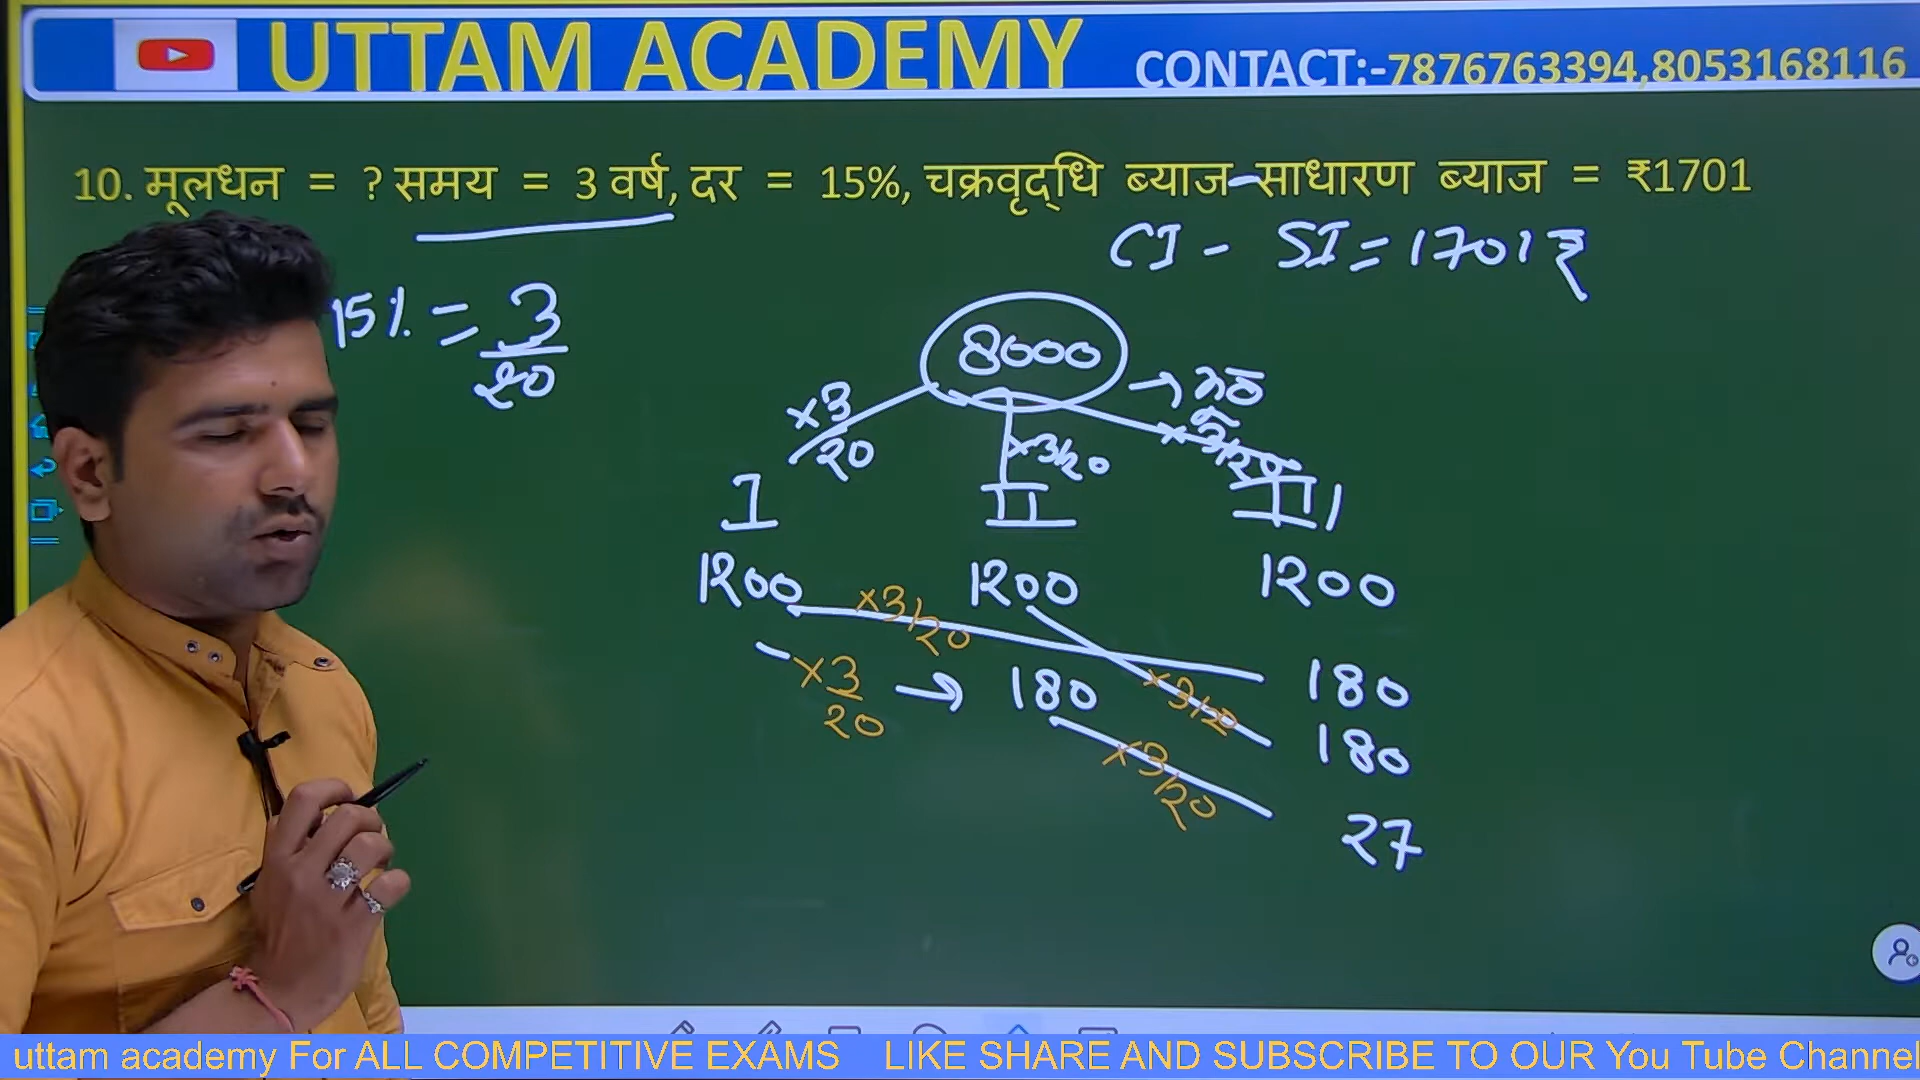 UTTAM ACADEMY
CONTACT:-7876763394,8053168116
10. मूलधन = ? समय = 3 वर्ष, दर = 15%, चक्रवृद्धि ब्याज-साधारण ब्याज = ₹1701
CI - SI = 1701₹
15% = 3/20
8000
×3/20
×3/20
×3/20
I II III
1200 1200 1200
×3/20
×3/20 → 180 ×3/20 180
180
×3/20
27
uttam academy For ALL COMPETITIVE EXAMS LIKE SHARE AND SUBSCRIBE TO OUR You Tube Channel